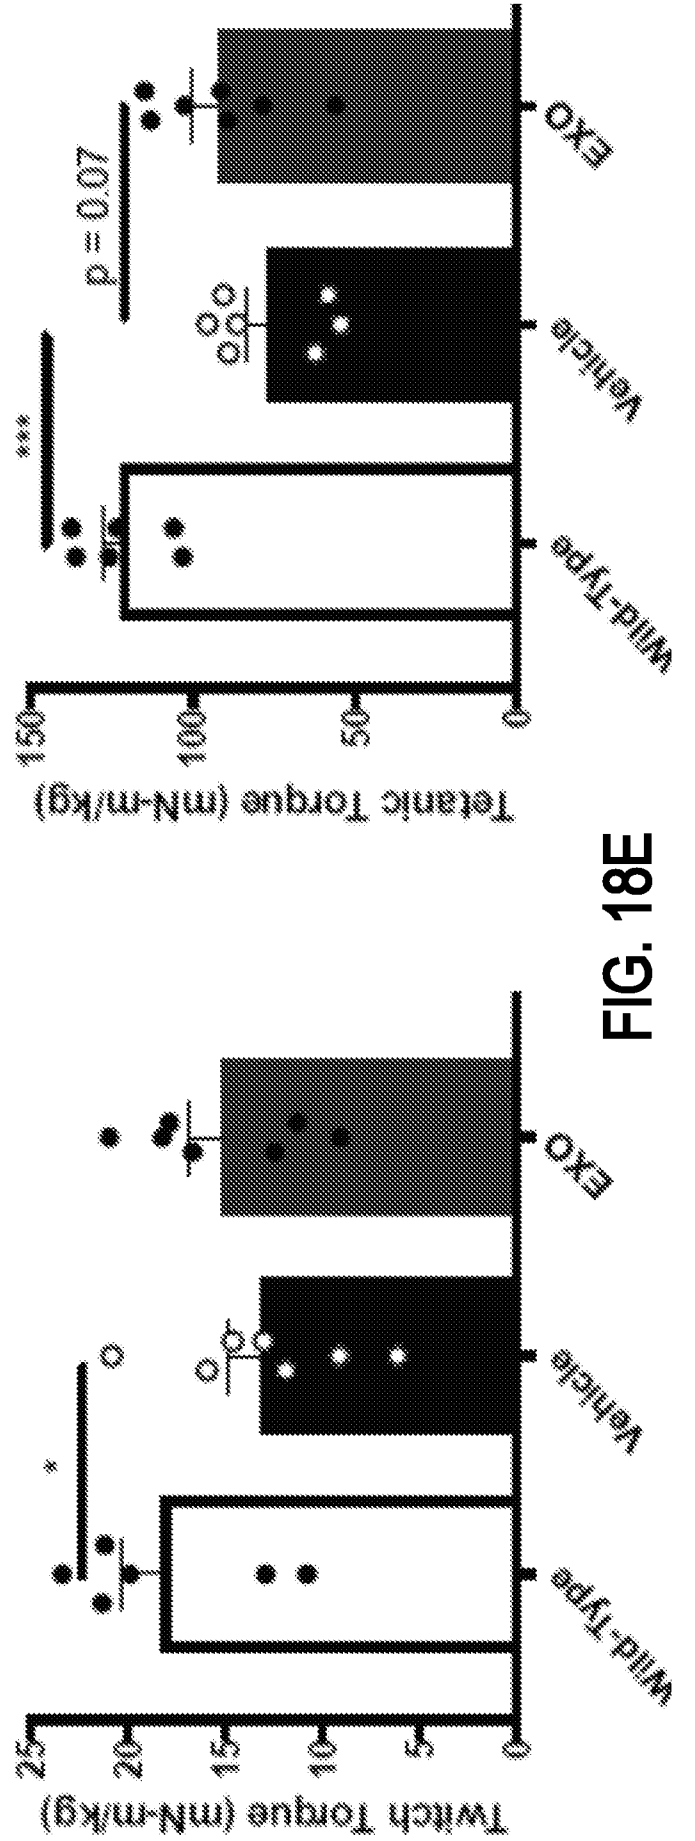 Twitch Torque (mN-m/kg)
25
20
15
10
5
0
*
Wild-Type
Vehicle
EXO
Tetanic Torque (mN-m/kg)
150
100
50
0
***
p = 0.07
Wild-Type
Vehicle
EXO
FIG. 18E